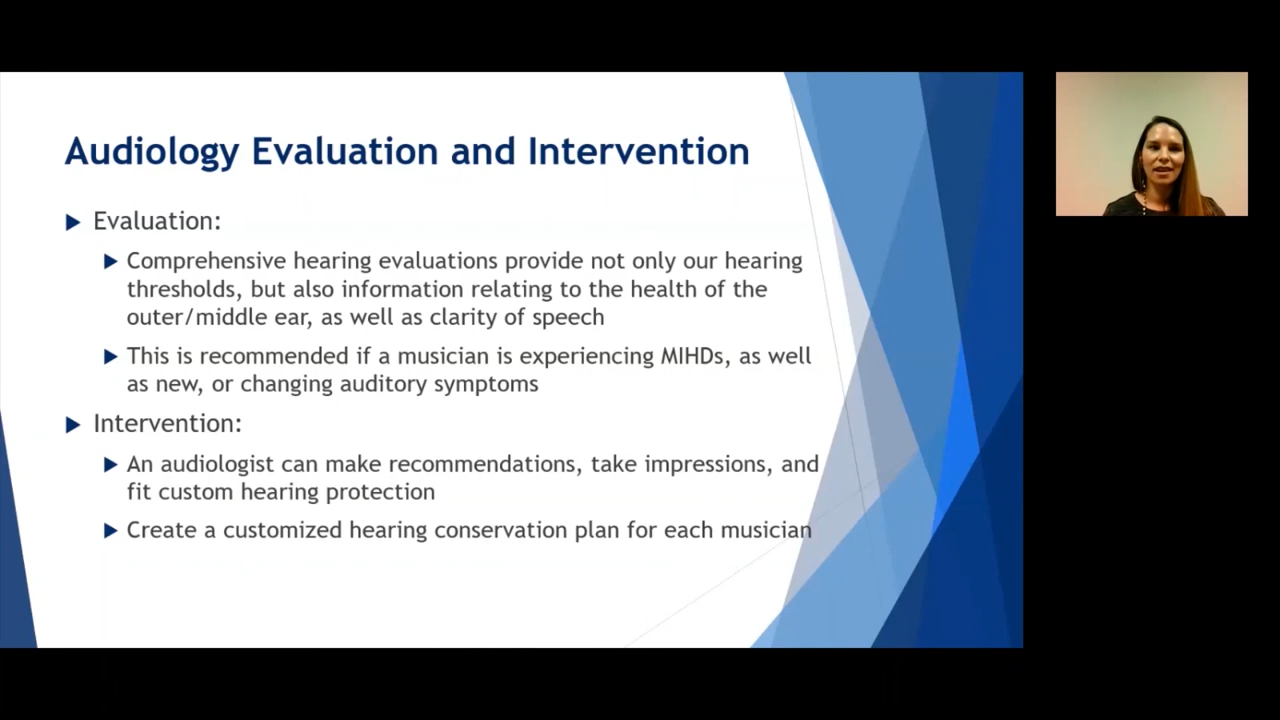 Audiology Evaluation and Intervention
Evaluation:
Comprehensive hearing evaluations provide not only our hearing
thresholds, but also information relating to the health of the
outer/middle ear, as well as clarity of speech
This is recommended if a musician is experiencing MIHDs, as well
as new, or changing auditory symptoms
Intervention:
An audiologist can make recommendations, take impressions, and
fit custom hearing protection
Create a customized hearing conservation plan for each musician